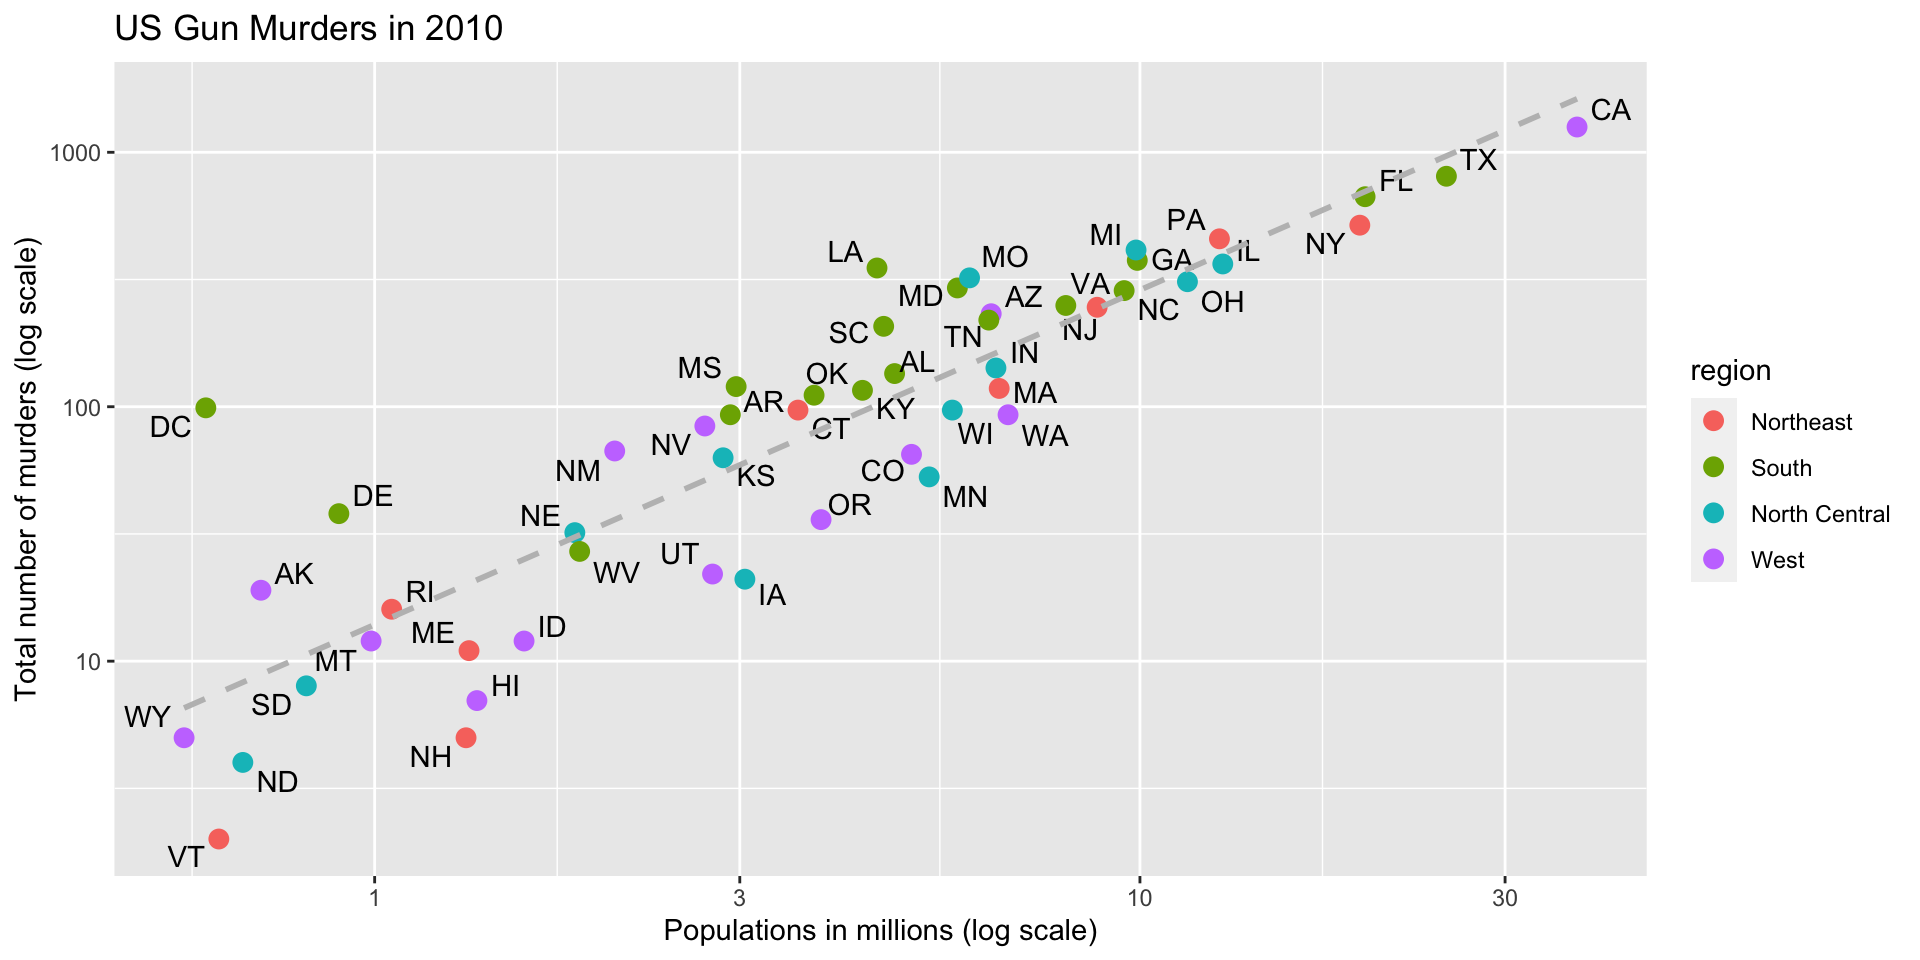 US Gun Murders in 2010
Total number of murders (log scale)
1000
100
10
CA
TX
FL
PA
NY
MI
IL
LA
MO
GA
MD
AZ
VA
OH
NC
SC
TN
NJ
IN
MS
OK
AL
MA
AR
KY
DC
CT
WI
WA
NV
NM
KS
CO
DE
OR
MN
NE
UT
WV
AK
IA
RI
ME
ID
MT
HI
SD
WY
NH
ND
VT
1
3
10
30
Populations in millions (log scale)
region
Northeast
South
North Central
West